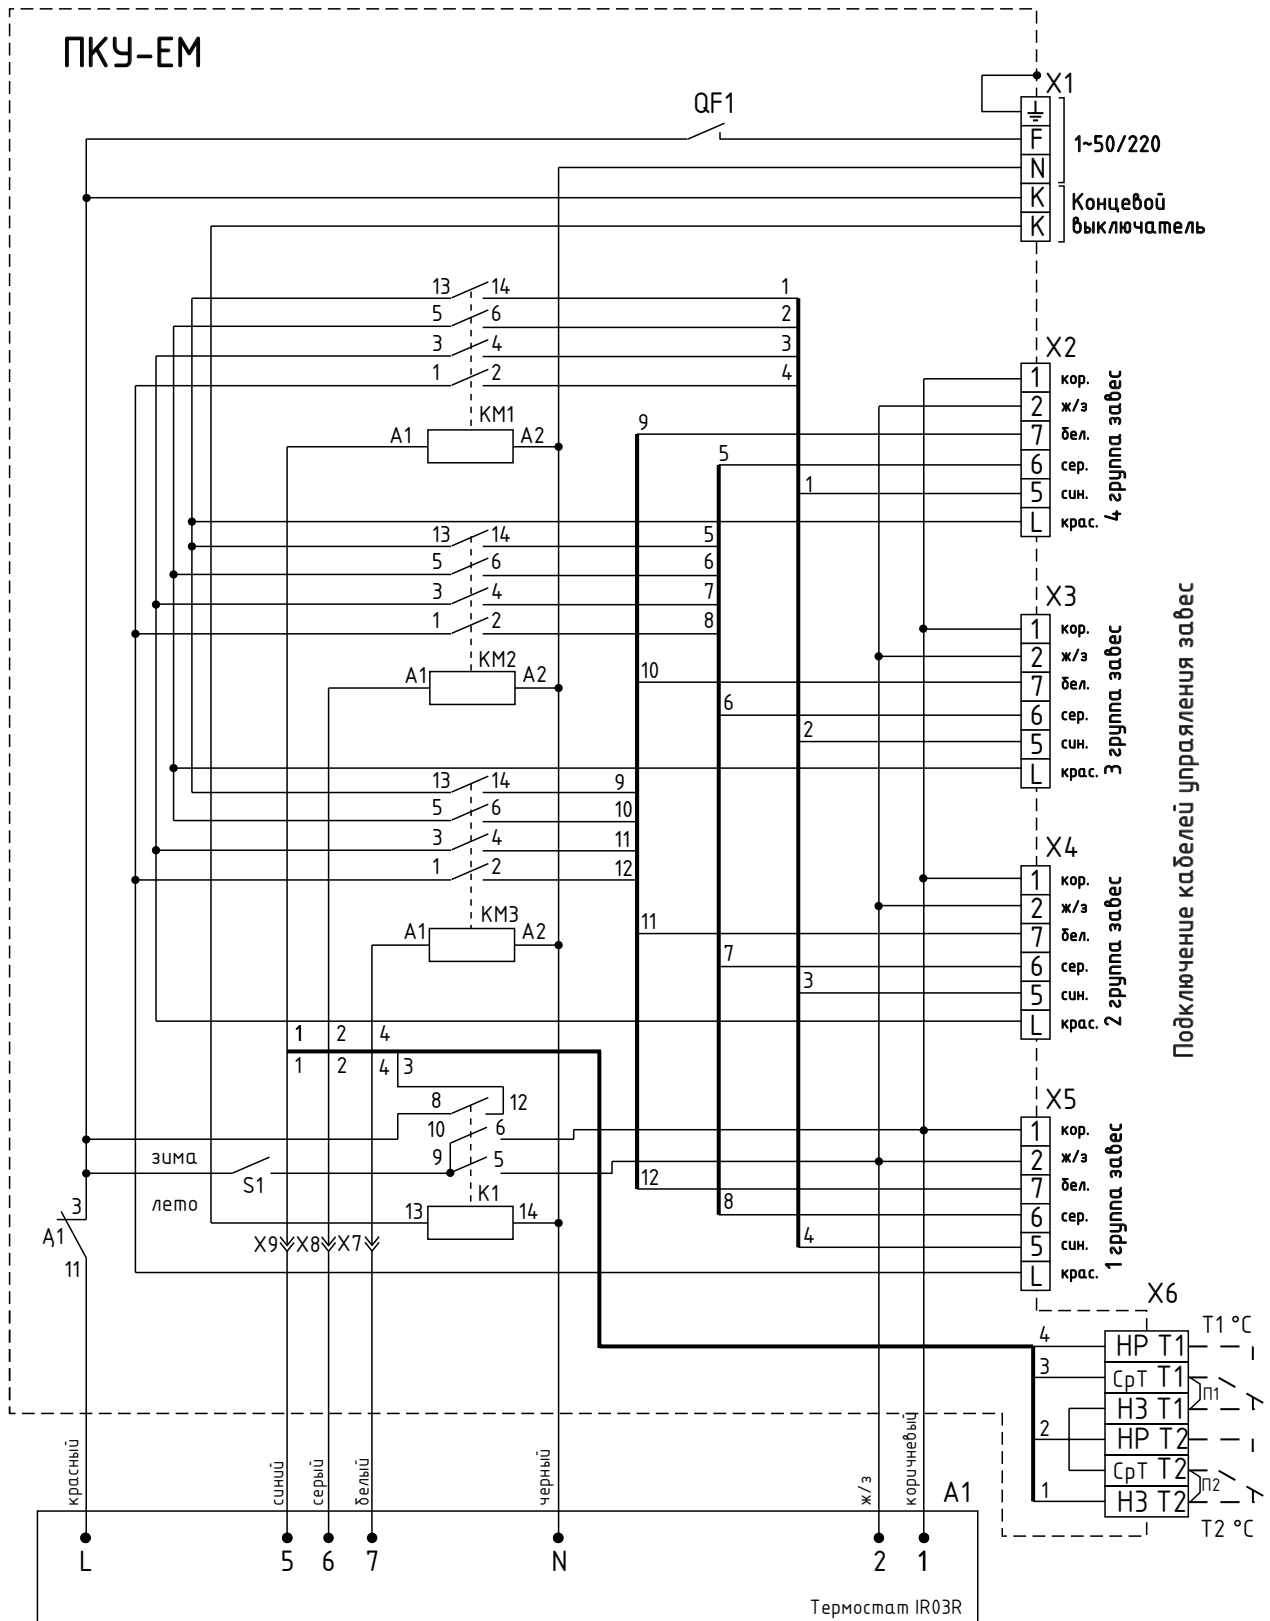 ПКУ-ЕМ
QF1
X1
F
N
K
K
1~50/220
Концевой
выключатель
13 14 1
5 6 2
3 4 3
1 2 4
KM1
A1 A2
X2
1 кор.
2 ж/з
7 бел.
6 сер.
5 син.
L крас.
4 группа завес
9
5
1
13 14 5
5 6 6
3 4 7
1 2 8
KM2
A1 A2
X3
1 кор.
2 ж/з
7 бел.
6 сер.
5 син.
L крас.
3 группа завес
10
6
2
Подключение кабелей упраяления завес
13 14 9
5 6 10
3 4 11
1 2 12
KM3
A1 A2
X4
1 кор.
2 ж/з
7 бел.
6 сер.
5 син.
L крас.
2 группа завес
11
7
3
1 2 4
1 2 4 3
8 12
10 6
9 5
зима
S1
лето
K1
13 14
3
Д1
11
X9 X8 X7
X5
1 кор.
2 ж/з
7 бел.
6 сер.
5 син.
L крас.
1 группа завес
12
8
4
X6
T1 °C
4 НР Т1
3 СрТ Т1
П1
НЗ Т1
2 НР Т2
СрТ Т2
П2
1 НЗ Т2
T2 °C
красный
синий
серый
белый
черный
ж/з
коричневый
A1
L 5 6 7 N 2 1
Термостат IR03R